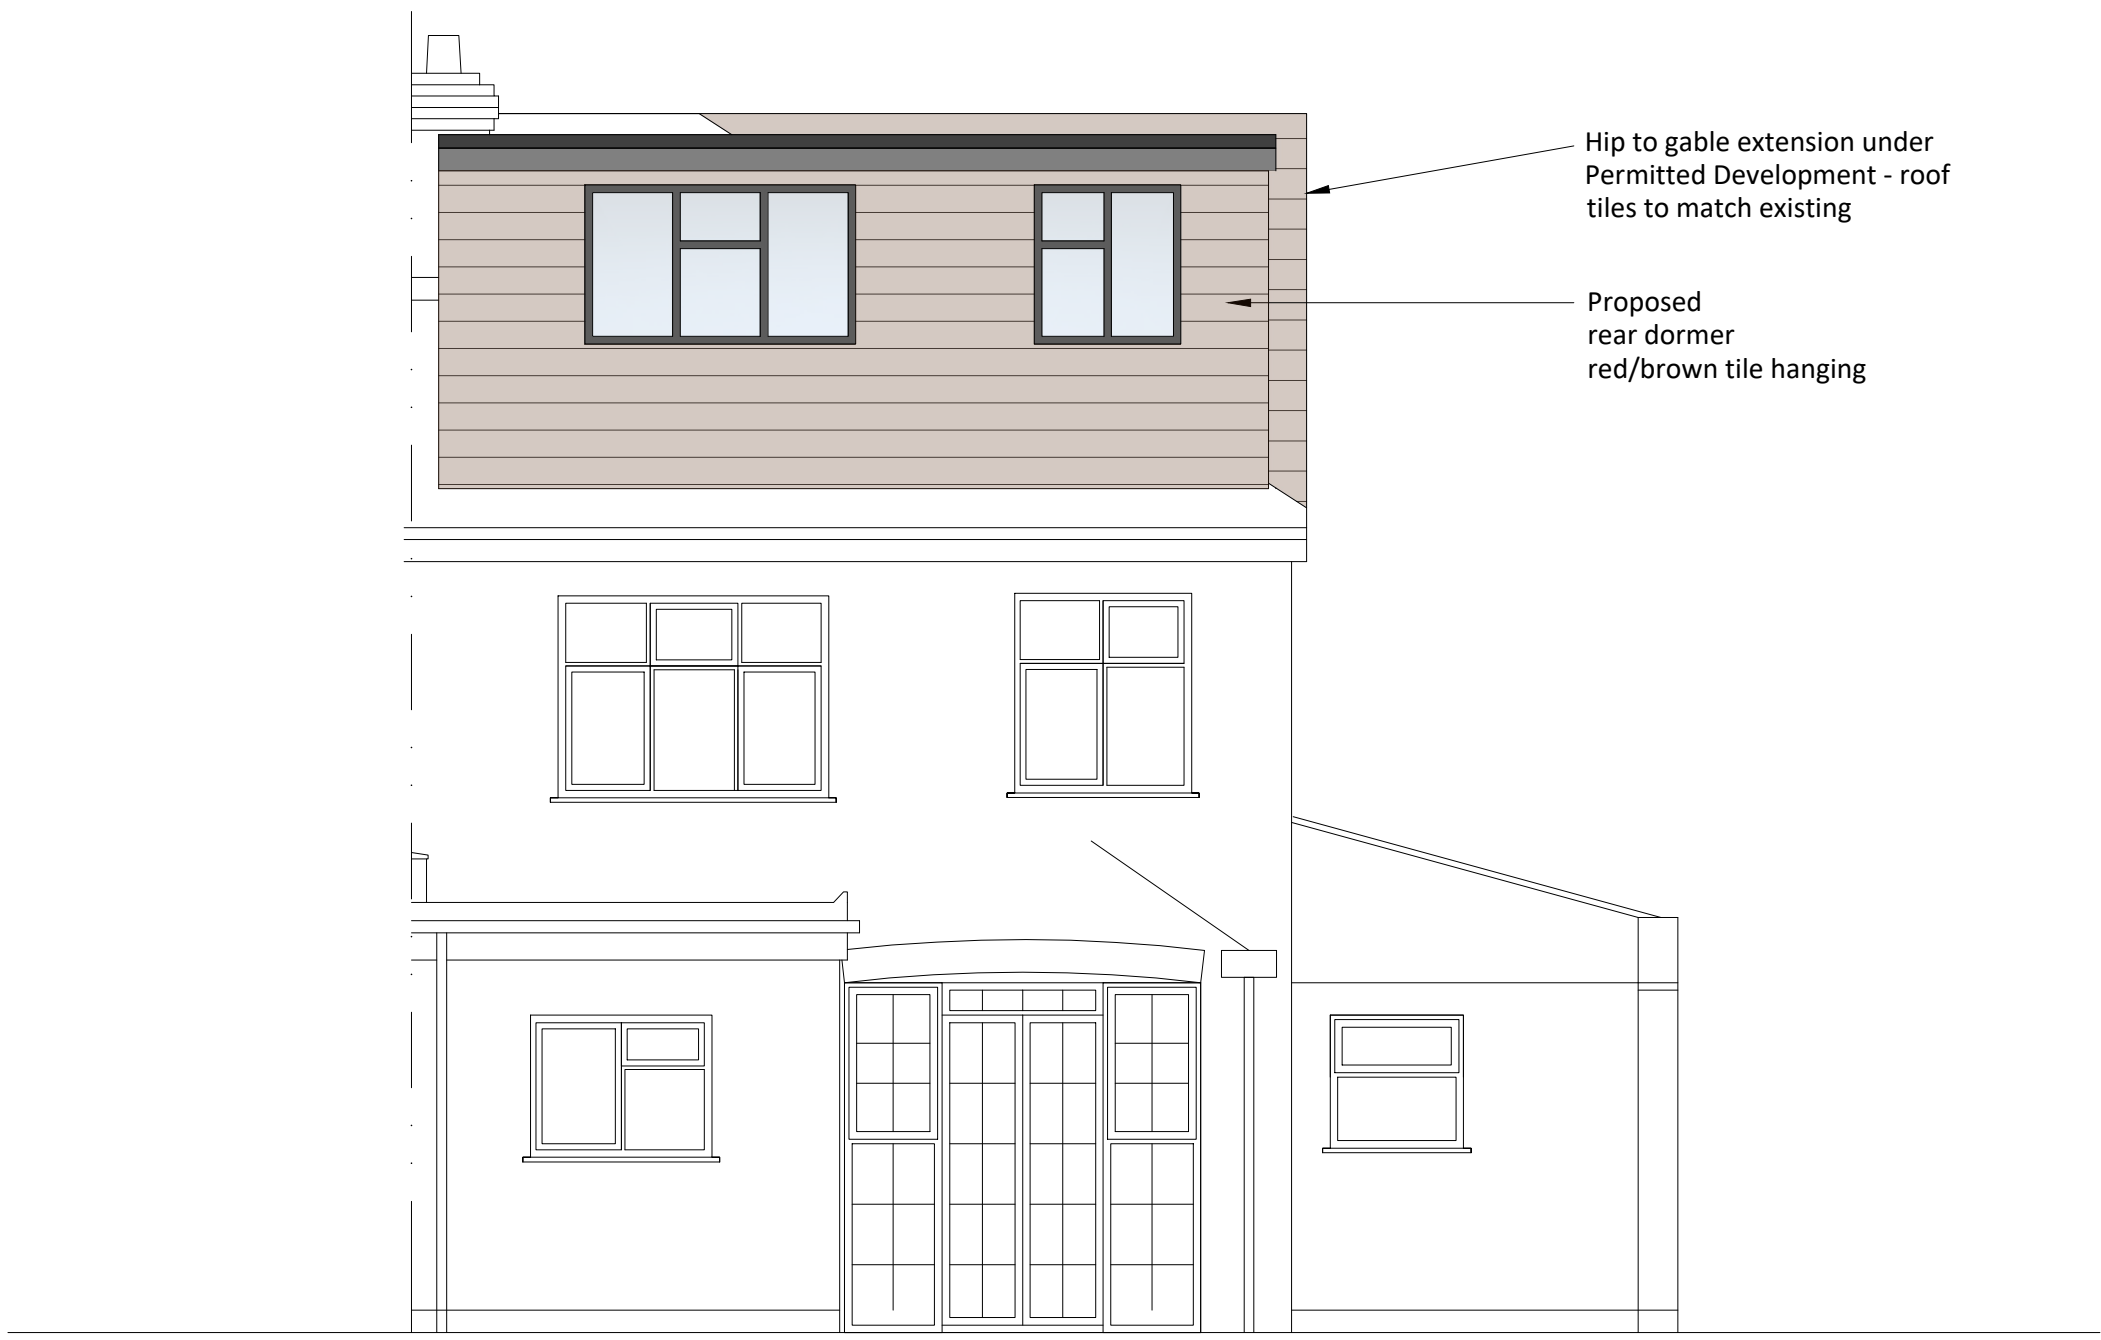 Hip to gable extension under
Permitted Development - roof
tiles to match existing
Proposed
rear dormer
red/brown tile hanging